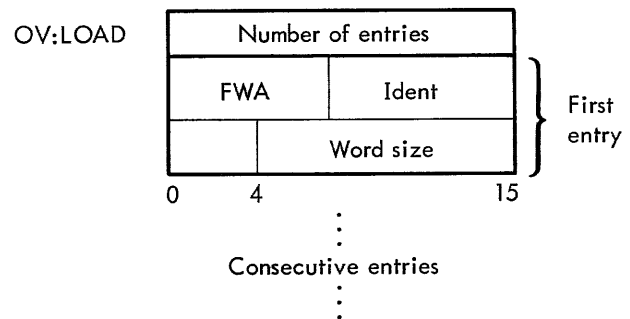 OV:LOAD
Number of entries
FWA
Ident
First
entry
Word size
0
4
15
Consecutive entries